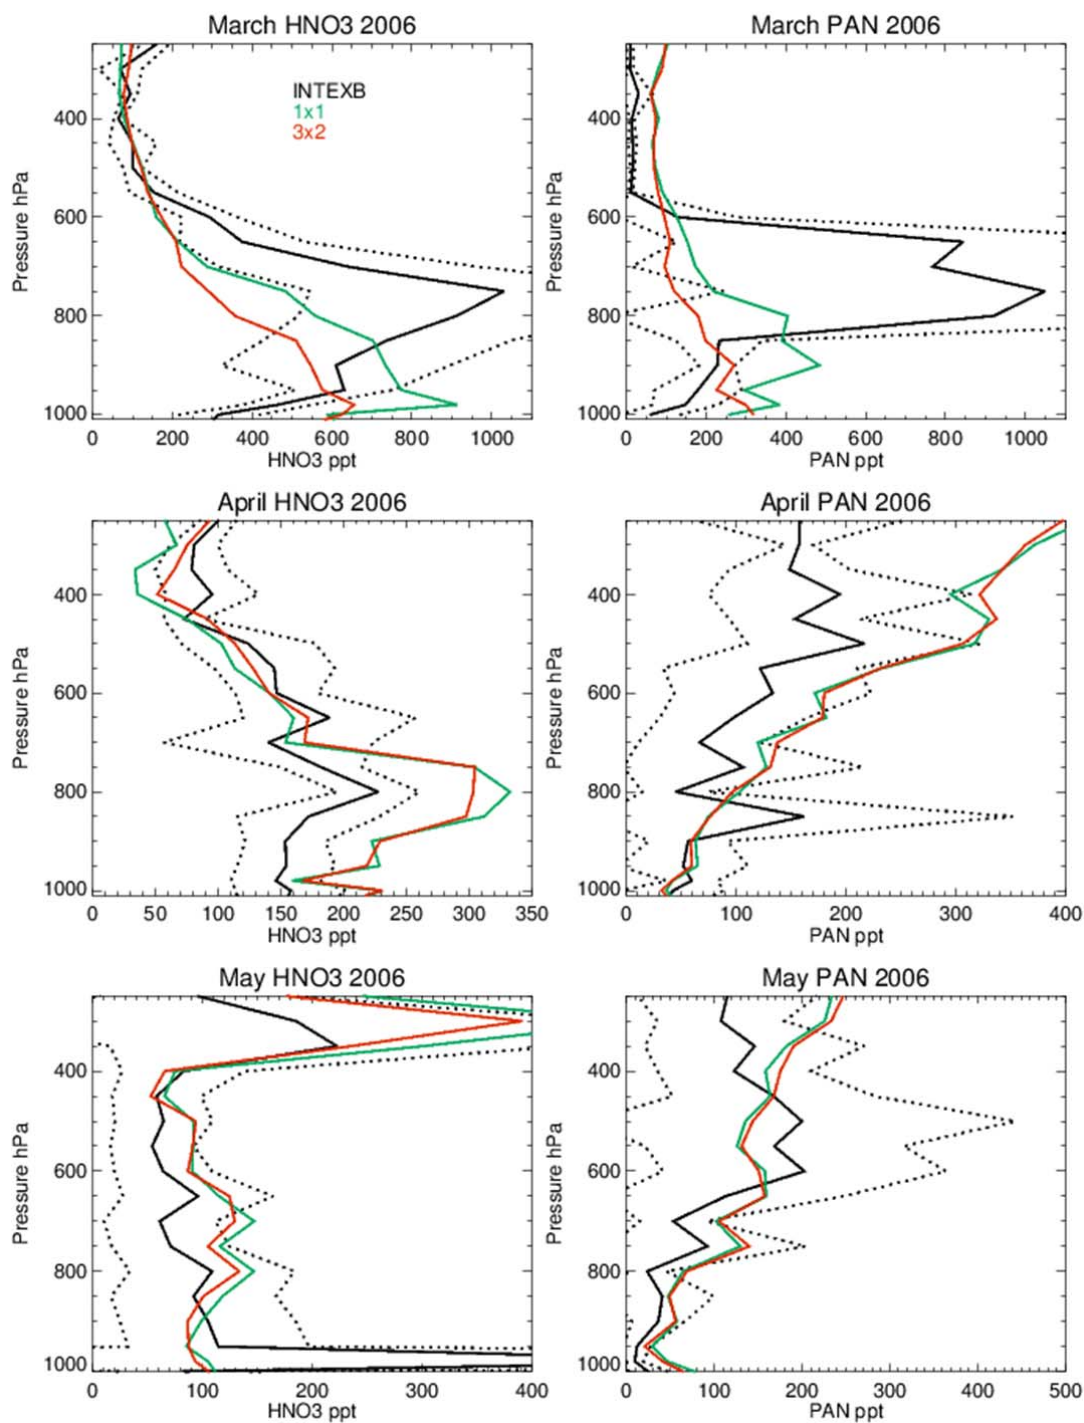 March HNO3 2006
March PAN 2006
INTEXB
1x1
3x2
Pressure hPa
400
600
800
1000
0 200 400 600 800 1000
HNO3 ppt
Pressure hPa
400
600
800
1000
0 200 400 600 800 1000
PAN ppt
April HNO3 2006
April PAN 2006
Pressure hPa
400
600
800
1000
0 50 100 150 200 250 300 350
HNO3 ppt
Pressure hPa
400
600
800
1000
0 100 200 300 400
PAN ppt
May HNO3 2006
May PAN 2006
Pressure hPa
400
600
800
1000
0 100 200 300 400
HNO3 ppt
Pressure hPa
400
600
800
1000
0 100 200 300 400 500
PAN ppt